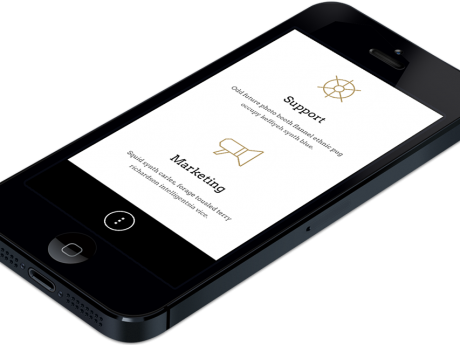 Support
Odd future photo booth flannel ethnic pug
occupy keffiyeh synth blue.
Marketing
Squid synth carles, forage tousled terry
richardson intelligentsia vice.